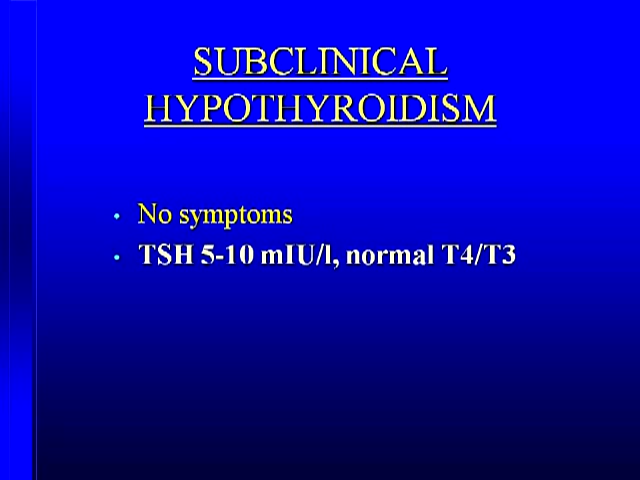 SUBCLINICAL
HYPOTHYROIDISM
• No symptoms
• TSH 5-10 mIU/l, normal T4/T3